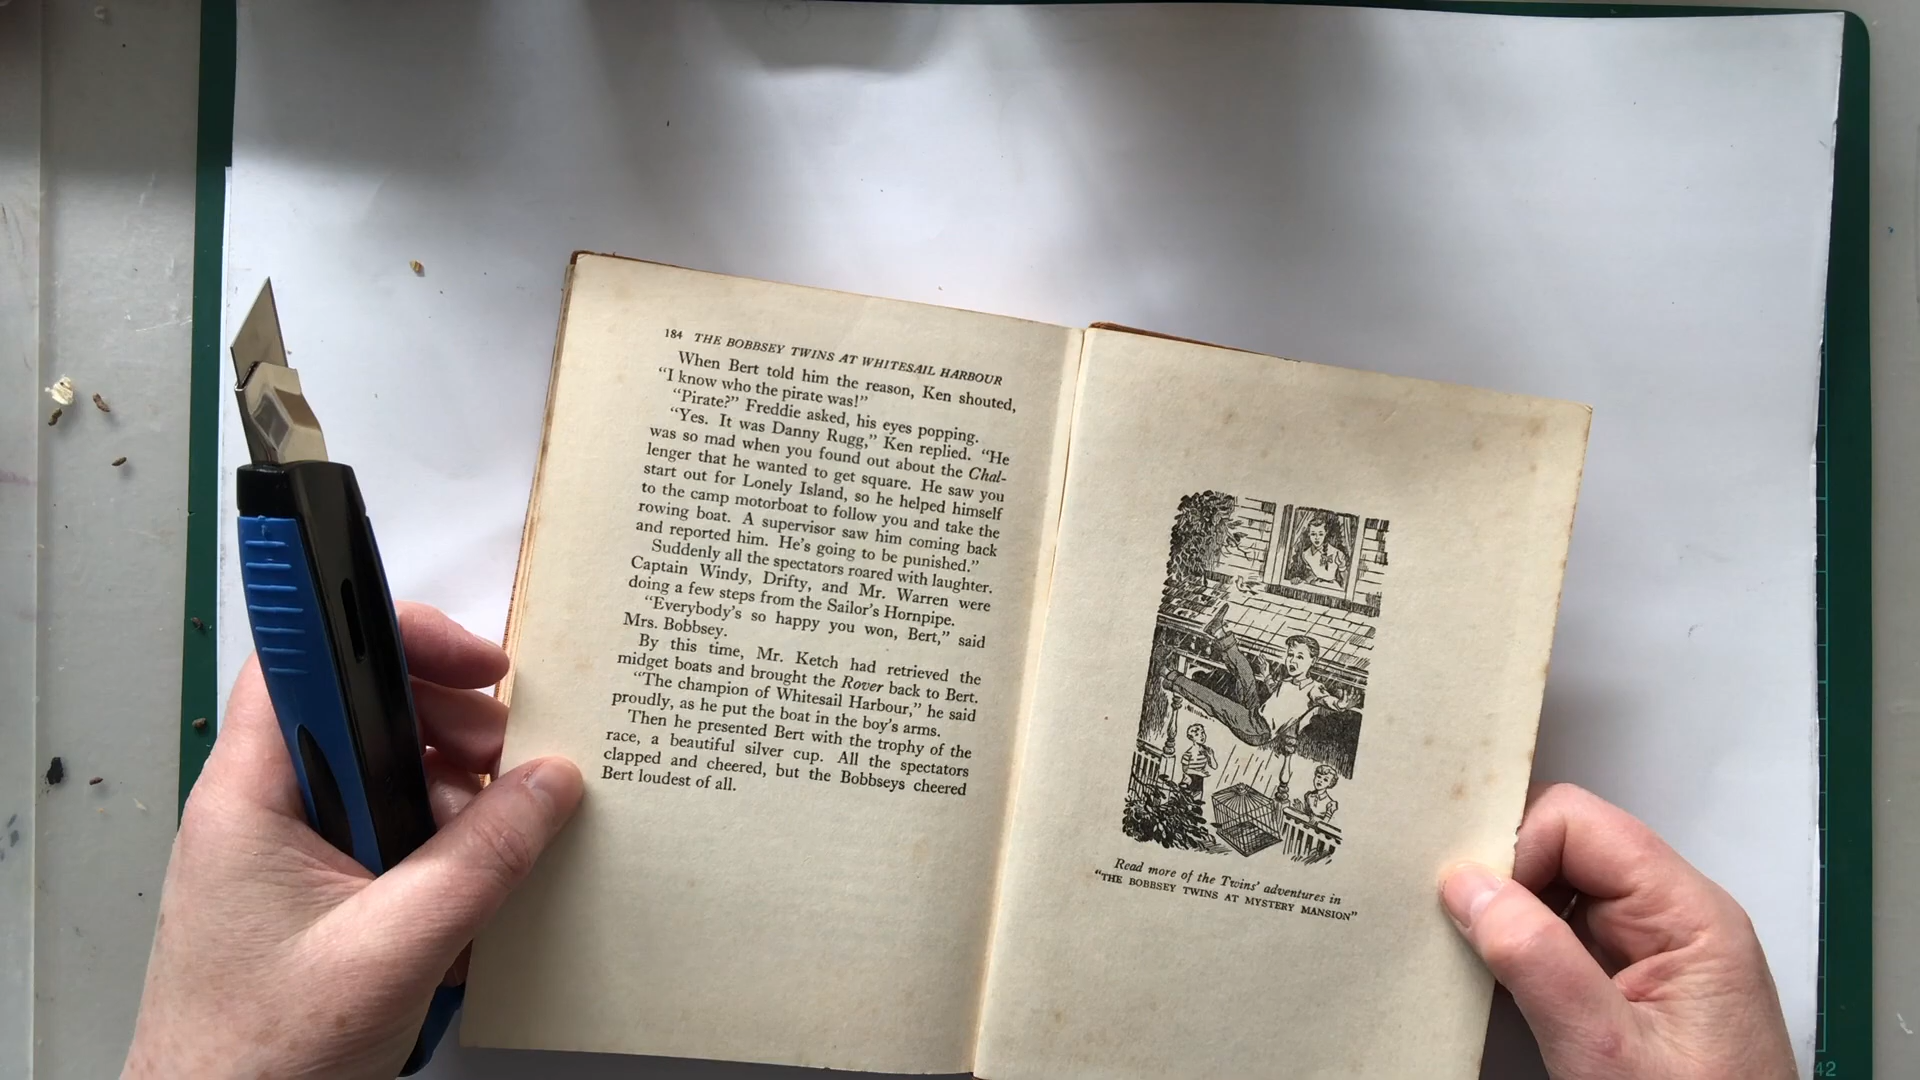 184 THE BOBBSEY TWINS AT WHITESAIL HARBOUR
When Bert told him the reason, Ken shouted,
“I know who the pirate was!”
“Pirate?” Freddie asked, his eyes popping.
“Yes. It was Danny Rugg,” Ken replied. “He
was so mad when you found out about the Chal-
lenger that he wanted to get square. He saw you
start out for Lonely Island, so he helped himself
to the camp motorboat to follow you and take the
rowing boat. A supervisor saw him coming back
and reported him. He’s going to be punished.”
Suddenly all the spectators roared with laughter.
Captain Windy, Drifty, and Mr. Warren were
doing a few steps from the Sailor’s Hornpipe.
“Everybody’s so happy you won, Bert,” said
Mrs. Bobbsey.
By this time, Mr. Ketch had retrieved the
midget boats and brought the Rover back to Bert.
“The champion of Whitesail Harbour,” he said
proudly, as he put the boat in the boy’s arms.
Then he presented Bert with the trophy of the
race, a beautiful silver cup. All the spectators
clapped and cheered, but the Bobbseys cheered
Bert loudest of all.
Read more of the Twins’ adventures in
“THE BOBBSEY TWINS AT MYSTERY MANSION”
42